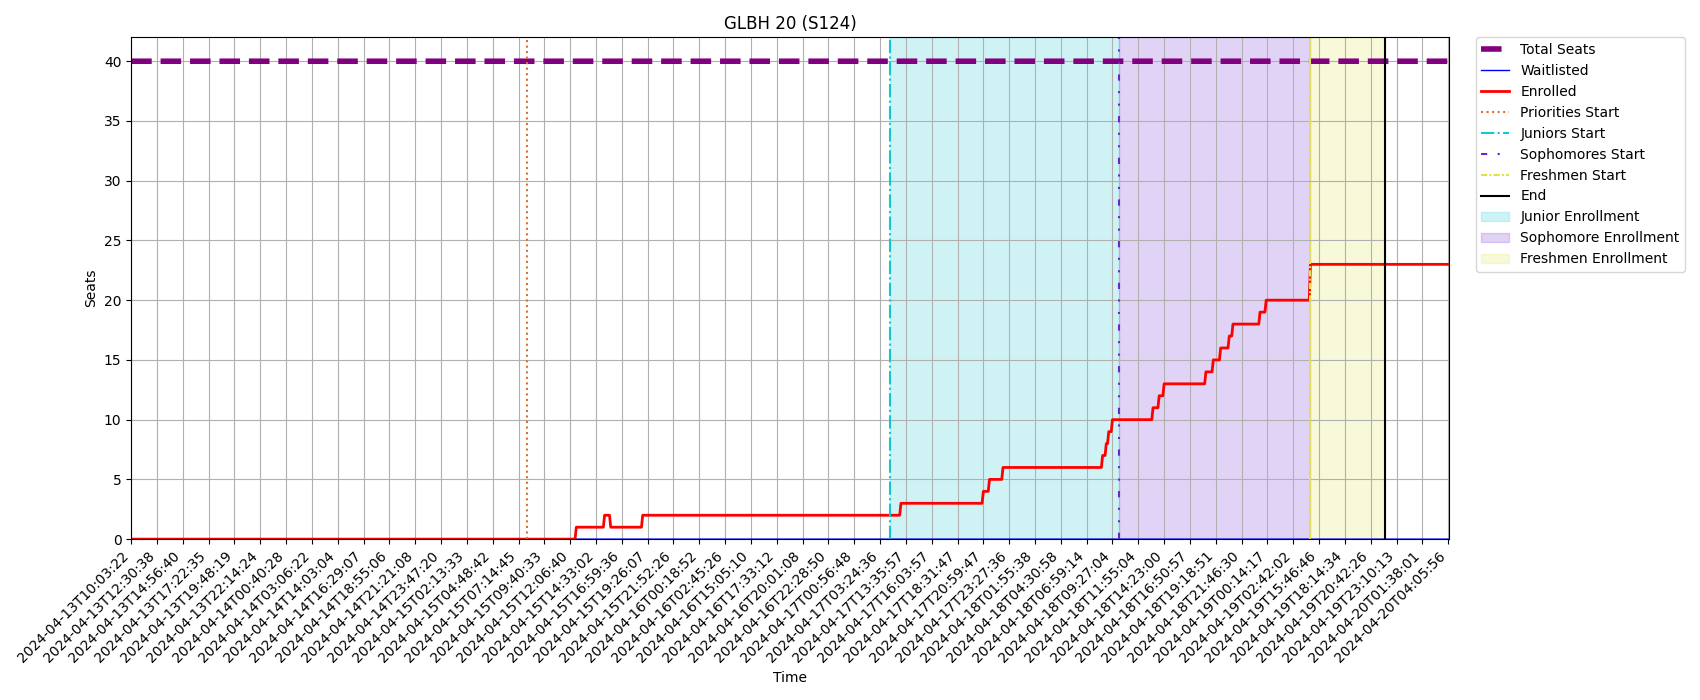 GLBH 20 (S124)
Total Seats
Waitlisted
Enrolled
Priorities Start
Juniors Start
Sophomores Start
Freshmen Start
End
Junior Enrollment
Sophomore Enrollment
Freshmen Enrollment
Seats
40
35
30
25
20
15
10
5
0
2024-04-13T10:03:22
2024-04-13T12:30:38
2024-04-13T14:56:40
2024-04-13T17:22:35
2024-04-13T19:48:19
2024-04-13T22:14:24
2024-04-14T00:40:28
2024-04-14T03:06:22
2024-04-14T14:03:04
2024-04-14T16:29:07
2024-04-14T18:55:06
2024-04-14T21:21:08
2024-04-14T23:47:20
2024-04-15T02:13:33
2024-04-15T04:48:42
2024-04-15T07:14:45
2024-04-15T09:40:33
2024-04-15T12:06:40
2024-04-15T14:33:02
2024-04-15T16:59:36
2024-04-15T19:26:07
2024-04-15T21:52:26
2024-04-16T00:18:52
2024-04-16T02:45:26
2024-04-16T15:05:10
2024-04-16T17:33:12
2024-04-16T20:01:08
2024-04-16T22:28:50
2024-04-17T00:56:48
2024-04-17T03:24:36
2024-04-17T13:35:57
2024-04-17T16:03:57
2024-04-17T18:31:47
2024-04-17T20:59:47
2024-04-17T23:27:36
2024-04-18T01:55:38
2024-04-18T04:30:58
2024-04-18T06:59:14
2024-04-18T09:27:04
2024-04-18T11:55:04
2024-04-18T14:23:00
2024-04-18T16:50:57
2024-04-18T19:18:51
2024-04-18T21:46:30
2024-04-19T00:14:17
2024-04-19T02:42:02
2024-04-19T15:46:46
2024-04-19T18:14:34
2024-04-19T20:42:26
2024-04-19T23:10:13
2024-04-20T01:38:01
2024-04-20T04:05:56
Time